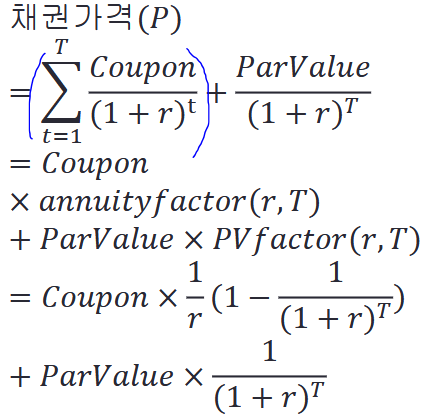 채권가격(P)
= (∑_{t=1}^{T} Coupon/(1 + r)^t) + ParValue/(1 + r)^T
= Coupon
× annuityfactor(r, T)
+ ParValue × PVfactor(r, T)
= Coupon × 1/r (1 − 1/(1 + r)^T)
+ ParValue × 1/(1 + r)^T